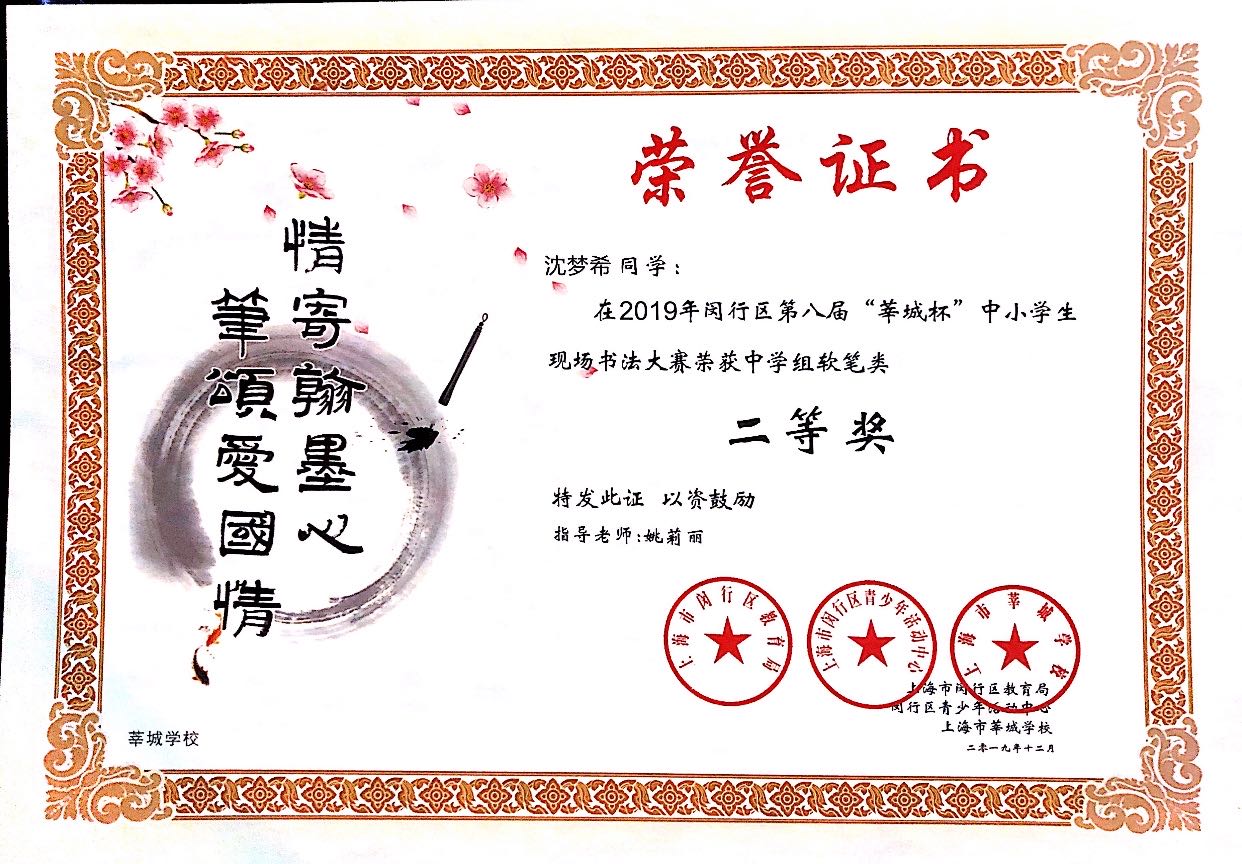 荣誉证书
情寄翰墨心
筆頌愛國情
沈梦希 同学：
在2019年闵行区第八届“莘城杯”中小学生
现场书法大赛荣获中学组软笔类
二等奖
特发此证 以资鼓励
指导老师:姚莉丽
上海市闵行区教育局
上海市闵行区青少年活动中心
上海市莘城学校
上海市闵行区教育局
闵行区青少年活动中心
上海市莘城学校
二零一九年十二月
莘城学校